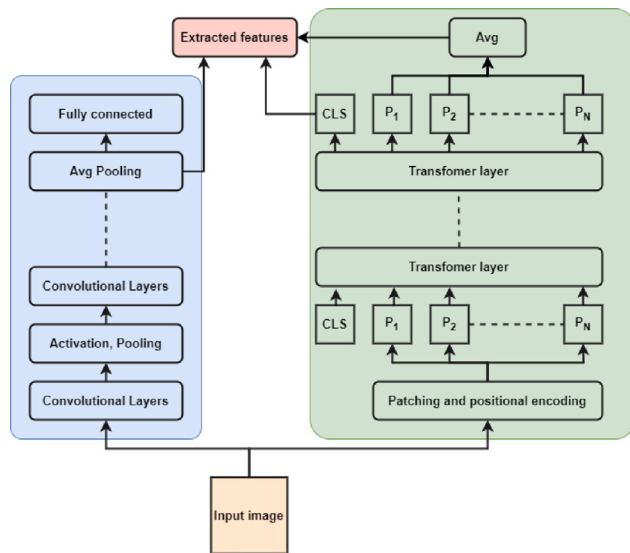 Extracted features
Avg
Fully connected
CLS
P1
P2
PN
Avg Pooling
Transfomer layer
Transfomer layer
Convolutional Layers
CLS
P1
P2
PN
Activation, Pooling
Convolutional Layers
Patching and positional encoding
Input image